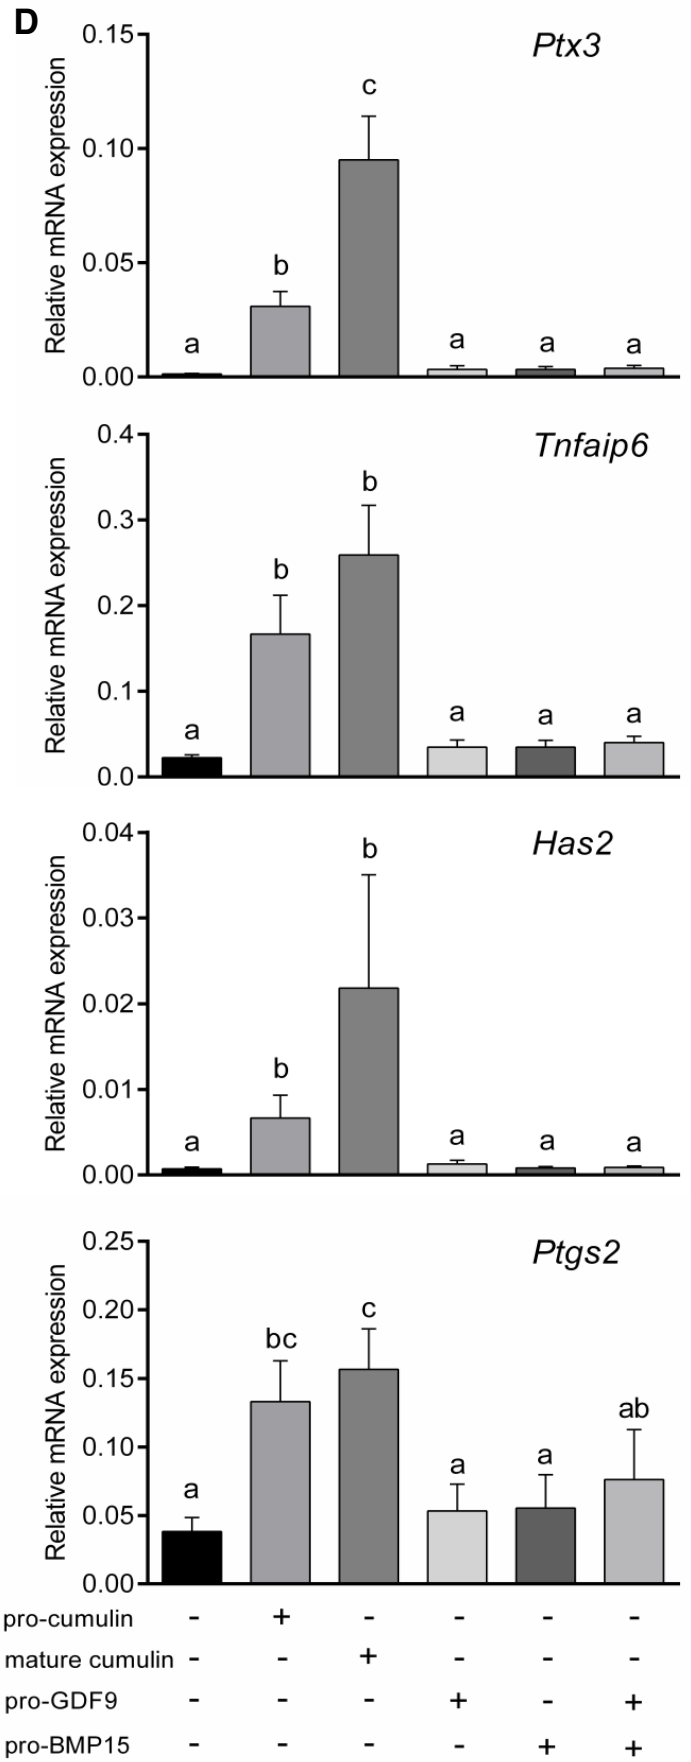 D
Ptx3
Relative mRNA expression
0.15
0.10
0.05
0.00
a
b
c
a
a
a
Tnfaip6
Relative mRNA expression
0.4
0.3
0.2
0.1
0.0
a
b
b
a
a
a
Has2
Relative mRNA expression
0.04
0.03
0.02
0.01
0.00
a
b
b
a
a
a
Ptgs2
Relative mRNA expression
0.25
0.20
0.15
0.10
0.05
0.00
a
bc
c
a
a
ab
pro-cumulin - + - - - -
mature cumulin - - + - - -
pro-GDF9 - - - + - +
pro-BMP15 - - - - + +